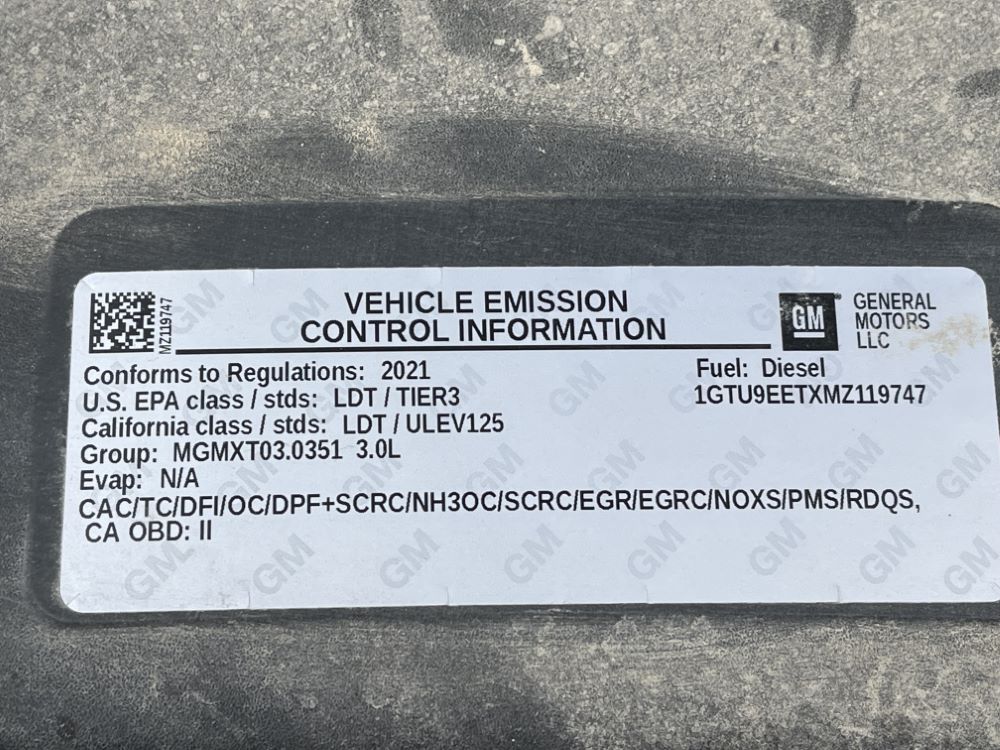 MZ119747
VEHICLE EMISSION
CONTROL INFORMATION
GM
GENERAL
MOTORS
LLC
Conforms to Regulations: 2021
U.S. EPA class / stds: LDT / TIER3
California class / stds: LDT / ULEV125
Group: MGMXT03.0351 3.0L
Evap: N/A
Fuel: Diesel
1GTU9EETXMZ119747
CAC/TC/DFI/OC/DPF+SCRC/NH3OC/SCRC/EGR/EGRC/NOXS/PMS/RDQS,
CA OBD: II